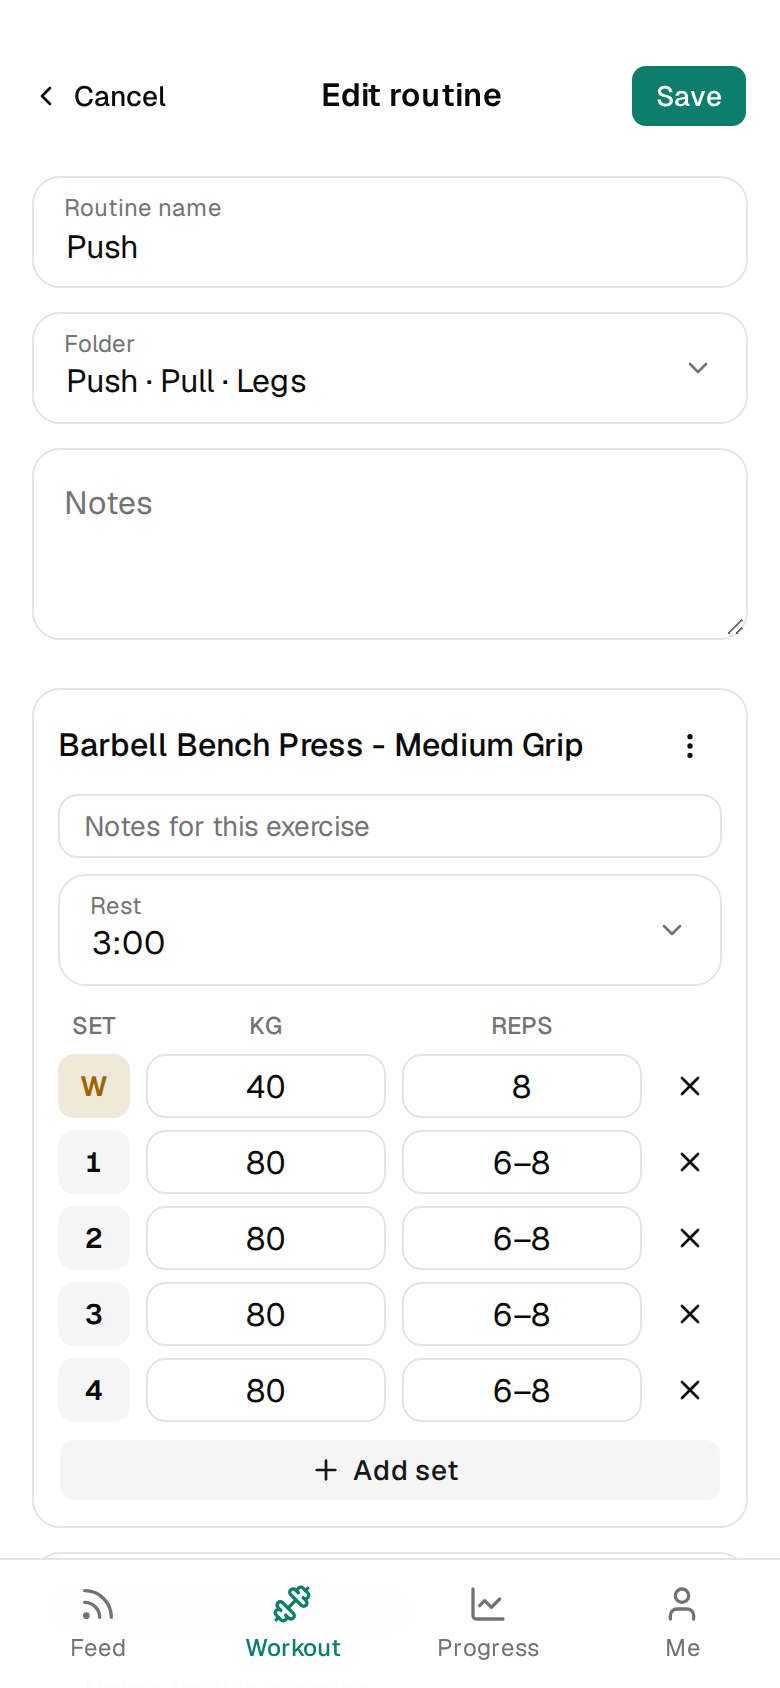 Cancel
Edit routine
Save
Routine name
Push
Folder
Push · Pull · Legs
Notes
Barbell Bench Press - Medium Grip
Notes for this exercise
Rest
3:00
SET KG REPS
W 40 8
1 80 6–8
2 80 6–8
3 80 6–8
4 80 6–8
Add set
Feed Workout Progress Me